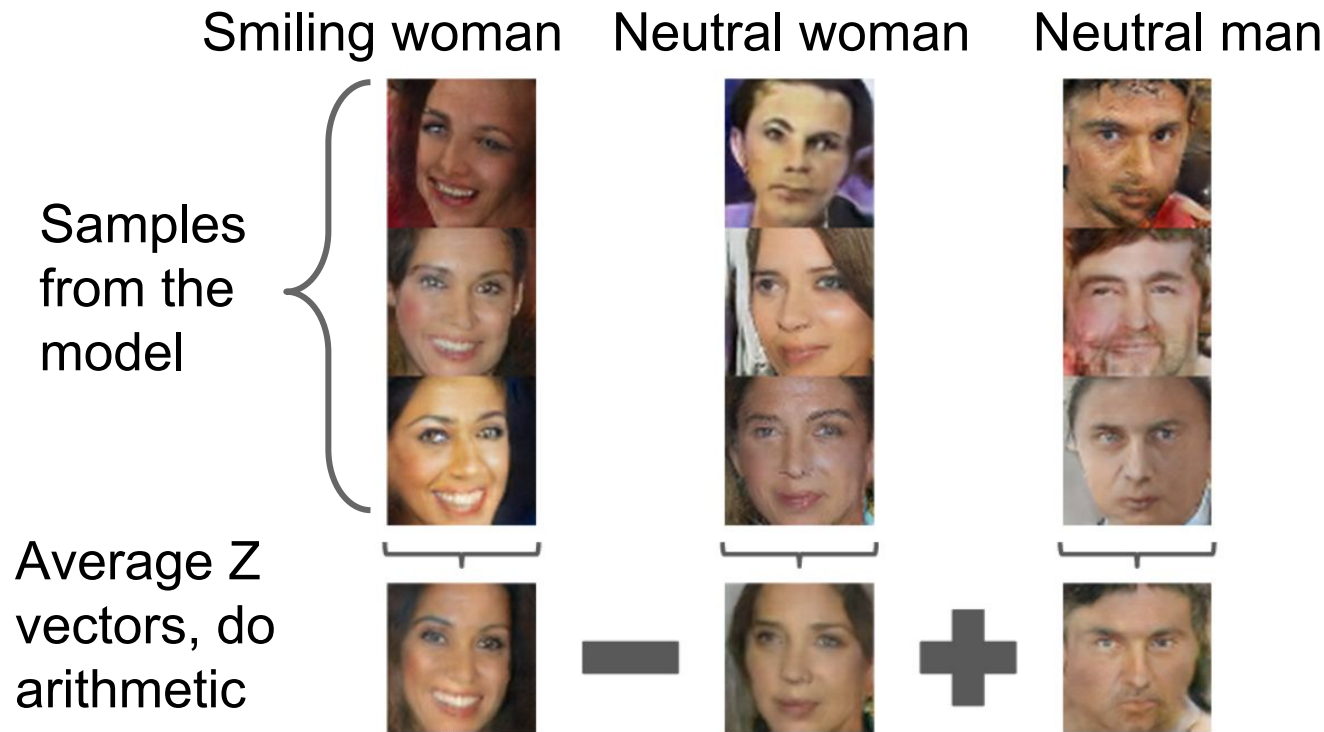 Smiling woman
Neutral woman
Neutral man
Samples
from the
model
Average Z
vectors, do
arithmetic